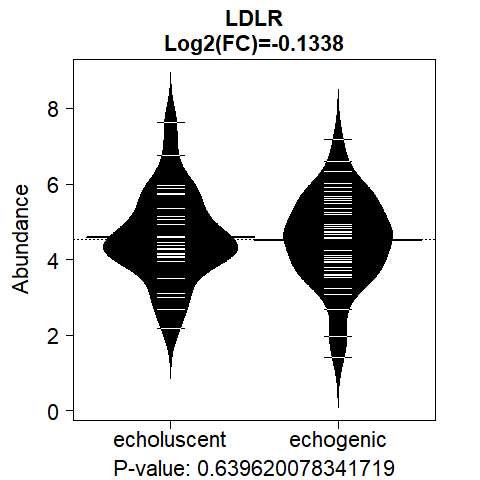 LDLR
Log2(FC)=-0.1338
Abundance
8
6
4
2
0
echoluscent echogenic
P-value: 0.639620078341719